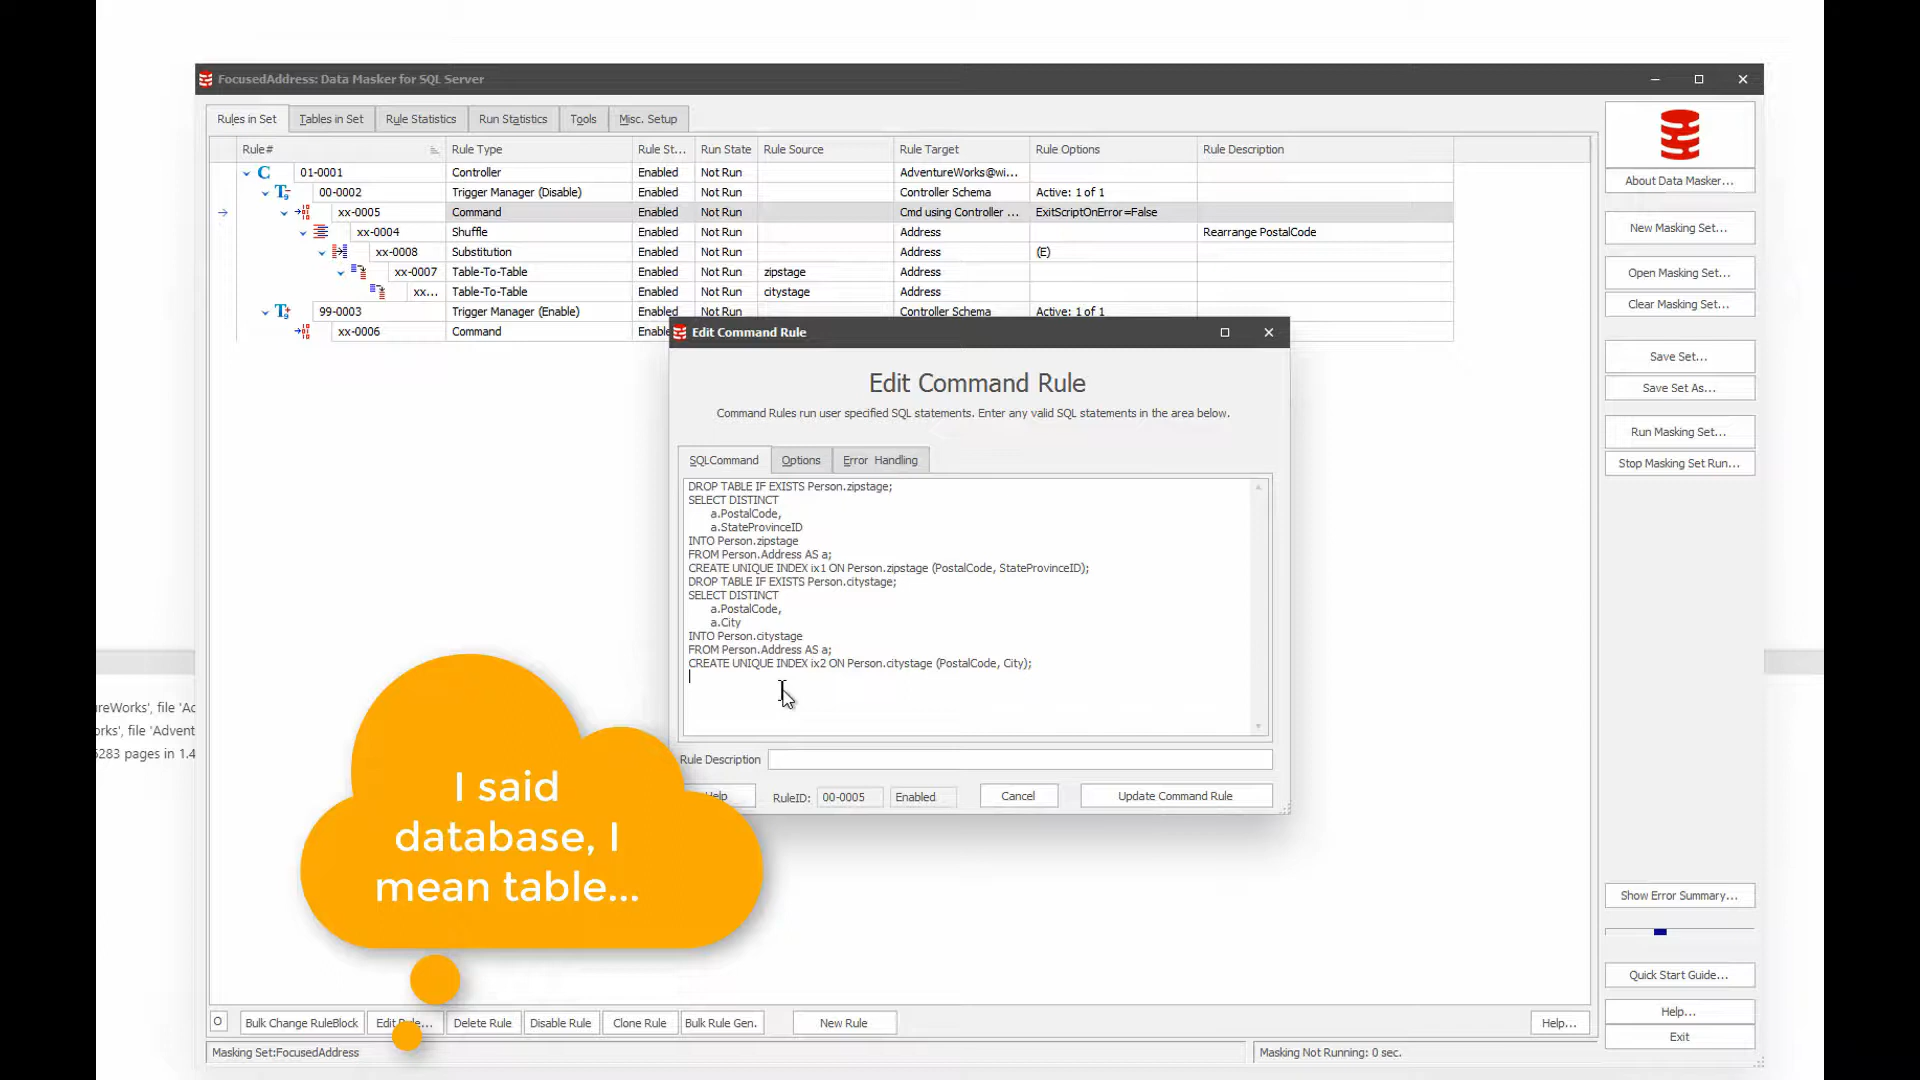 FocusedAddress: Data Masker for SQL Server
Rules in Set Tables in Set Rule Statistics Run Statistics Tools Misc. Setup
Rule# Rule Type Rule St... Run State Rule Source Rule Target Rule Options Rule Description
C 01-0001 Controller Enabled Not Run AdventureWorks@wi...
00-0002 Trigger Manager (Disable) Enabled Not Run Controller Schema Active: 1 of 1
xx-0005 Command Enabled Not Run Cmd using Controller ... ExitScriptOnError=False
xx-0004 Shuffle Enabled Not Run Address Rearrange PostalCode
xx-0008 Substitution Enabled Not Run Address (E)
xx-0007 Table-To-Table Enabled Not Run zipstage Address
xx... Table-To-Table Enabled Not Run citystage Address
99-0003 Trigger Manager (Enable) Enabled Not Run Controller Schema Active: 1 of 1
xx-0006 Command
About Data Masker...
New Masking Set...
Open Masking Set...
Clear Masking Set...
Save Set...
Save Set As...
Run Masking Set...
Stop Masking Set Run...
Show Error Summary...
Quick Start Guide...
Help...
Exit
Edit Command Rule
Edit Command Rule
Command Rules run user specified SQL statements. Enter any valid SQL statements in the area below.
SQLCommand Options Error Handling
DROP TABLE IF EXISTS Person.zipstage;
SELECT DISTINCT
a.PostalCode,
a.StateProvinceID
INTO Person.zipstage
FROM Person.Address AS a;
CREATE UNIQUE INDEX ix1 ON Person.zipstage (PostalCode, StateProvinceID);
DROP TABLE IF EXISTS Person.citystage;
SELECT DISTINCT
a.PostalCode,
a.City
INTO Person.citystage
FROM Person.Address AS a;
CREATE UNIQUE INDEX ix2 ON Person.citystage (PostalCode, City);
Rule Description
Help RuleID: 00-0005 Enabled Cancel Update Command Rule
reWorks', file 'Ad
rks', file 'Advent
5283 pages in 1.4
I said
database, I
mean table...
O Bulk Change RuleBlock Edit Rule... Delete Rule Disable Rule Clone Rule Bulk Rule Gen. New Rule Help...
Masking Set:FocusedAddress Masking Not Running: 0 sec.